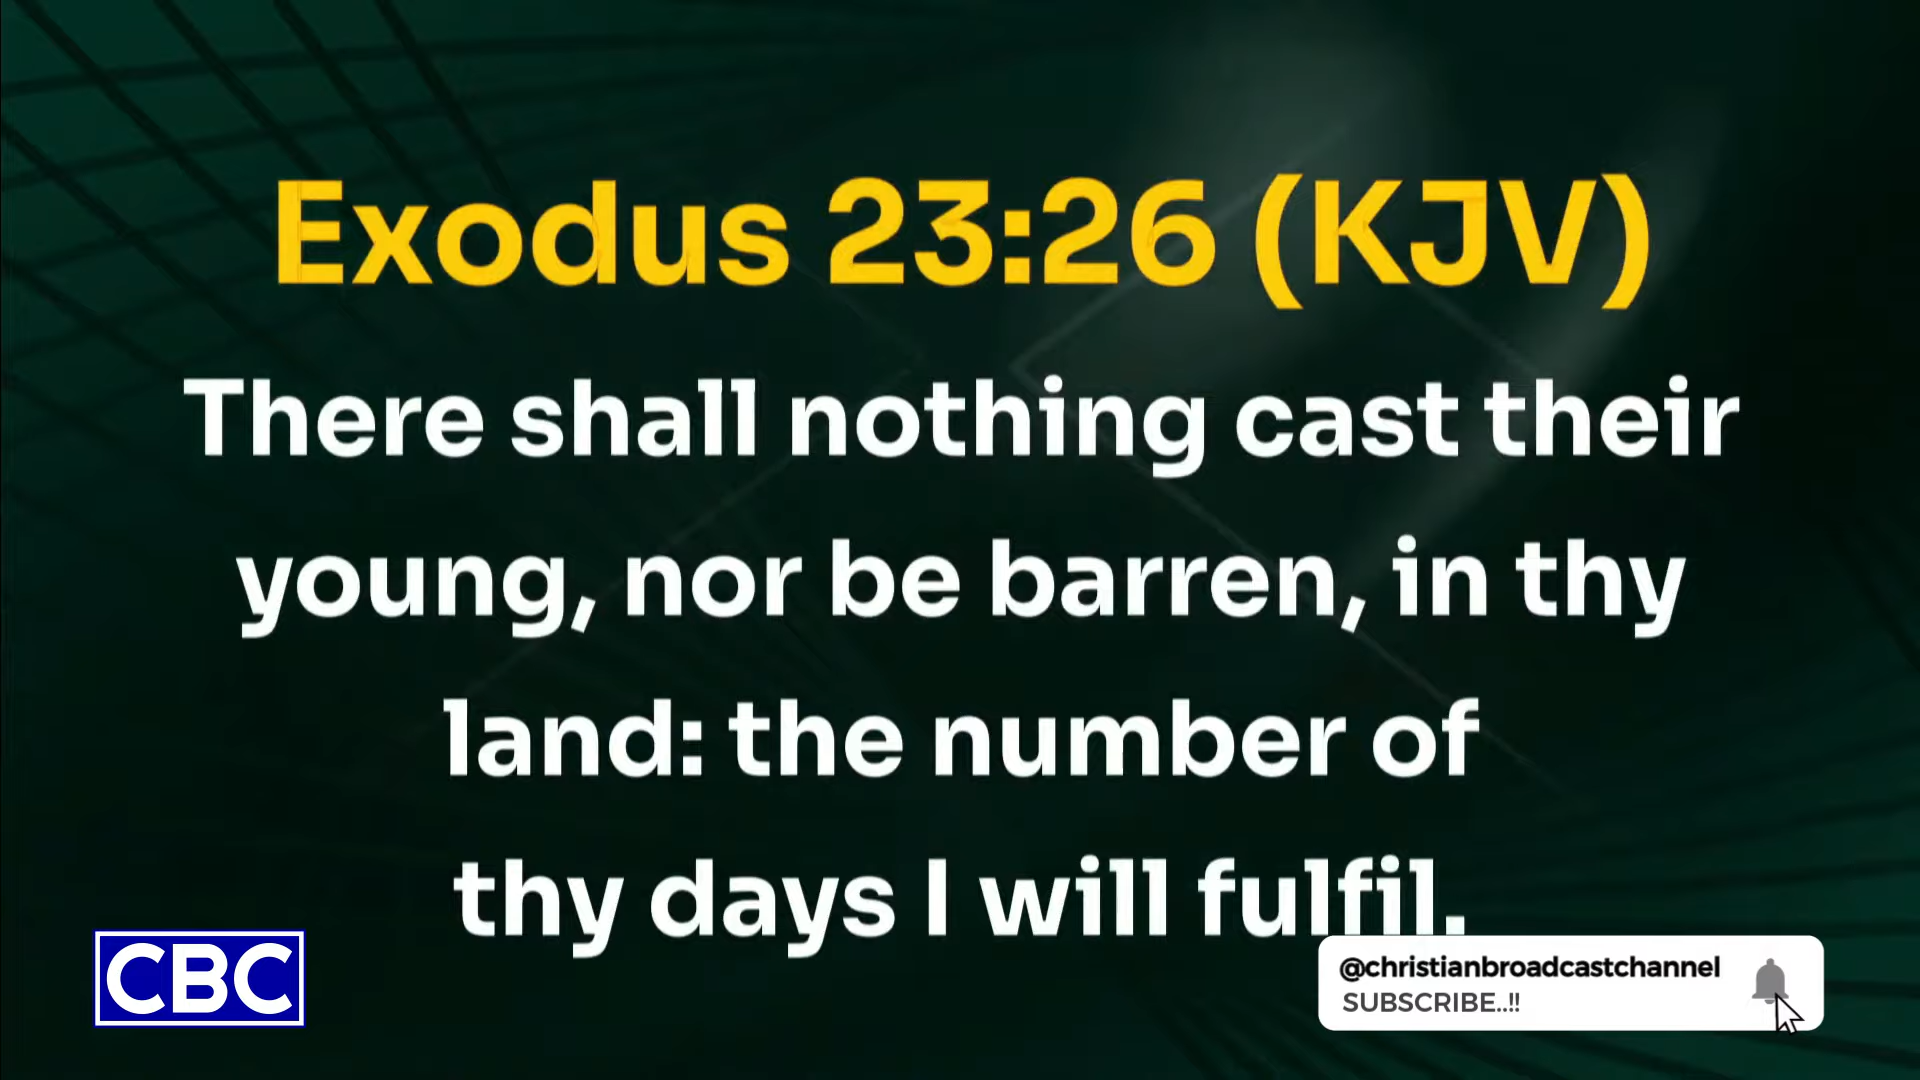 Exodus 23:26 (KJV)
There shall nothing cast their
young, nor be barren, in thy
land: the number of
thy days I will fulfil.
CBC
@christianbroadcastchannel
SUBSCRIBE..!!